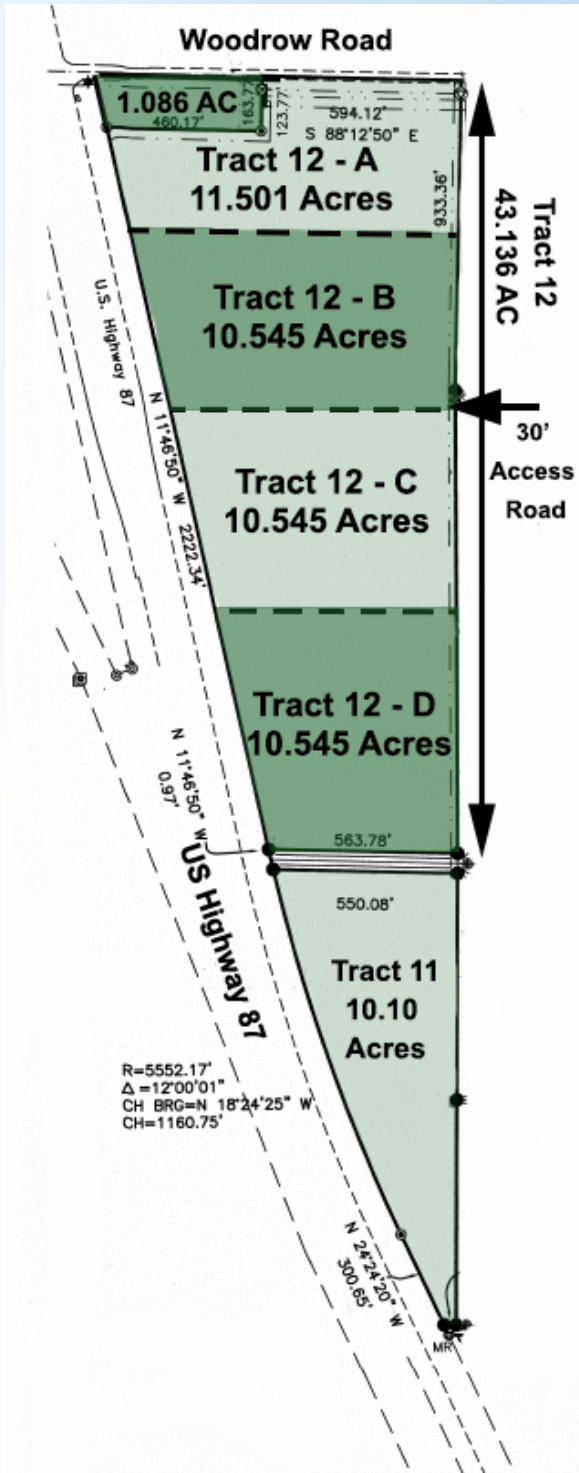 Woodrow Road
1.086 AC
460.17'
163.77'
123.77'
594.12'
S 88°12'50" E
Tract 12 - A
11.501 Acres
933.36'
Tract 12
43.136 AC
Tract 12 - B
10.545 Acres
U.S. Highway 87
30'
Access
Road
N 11°46'50" W 2222.34'
Tract 12 - C
10.545 Acres
Tract 12 - D
10.545 Acres
N 11°46'50" W
0.97'
563.78'
US Highway 87
550.08'
Tract 11
10.10
Acres
R=5552.17'
Δ=12°00'01"
CH BRG=N 18°24'25" W
CH=1160.75'
N 24°24'20" W
300.65'
MR